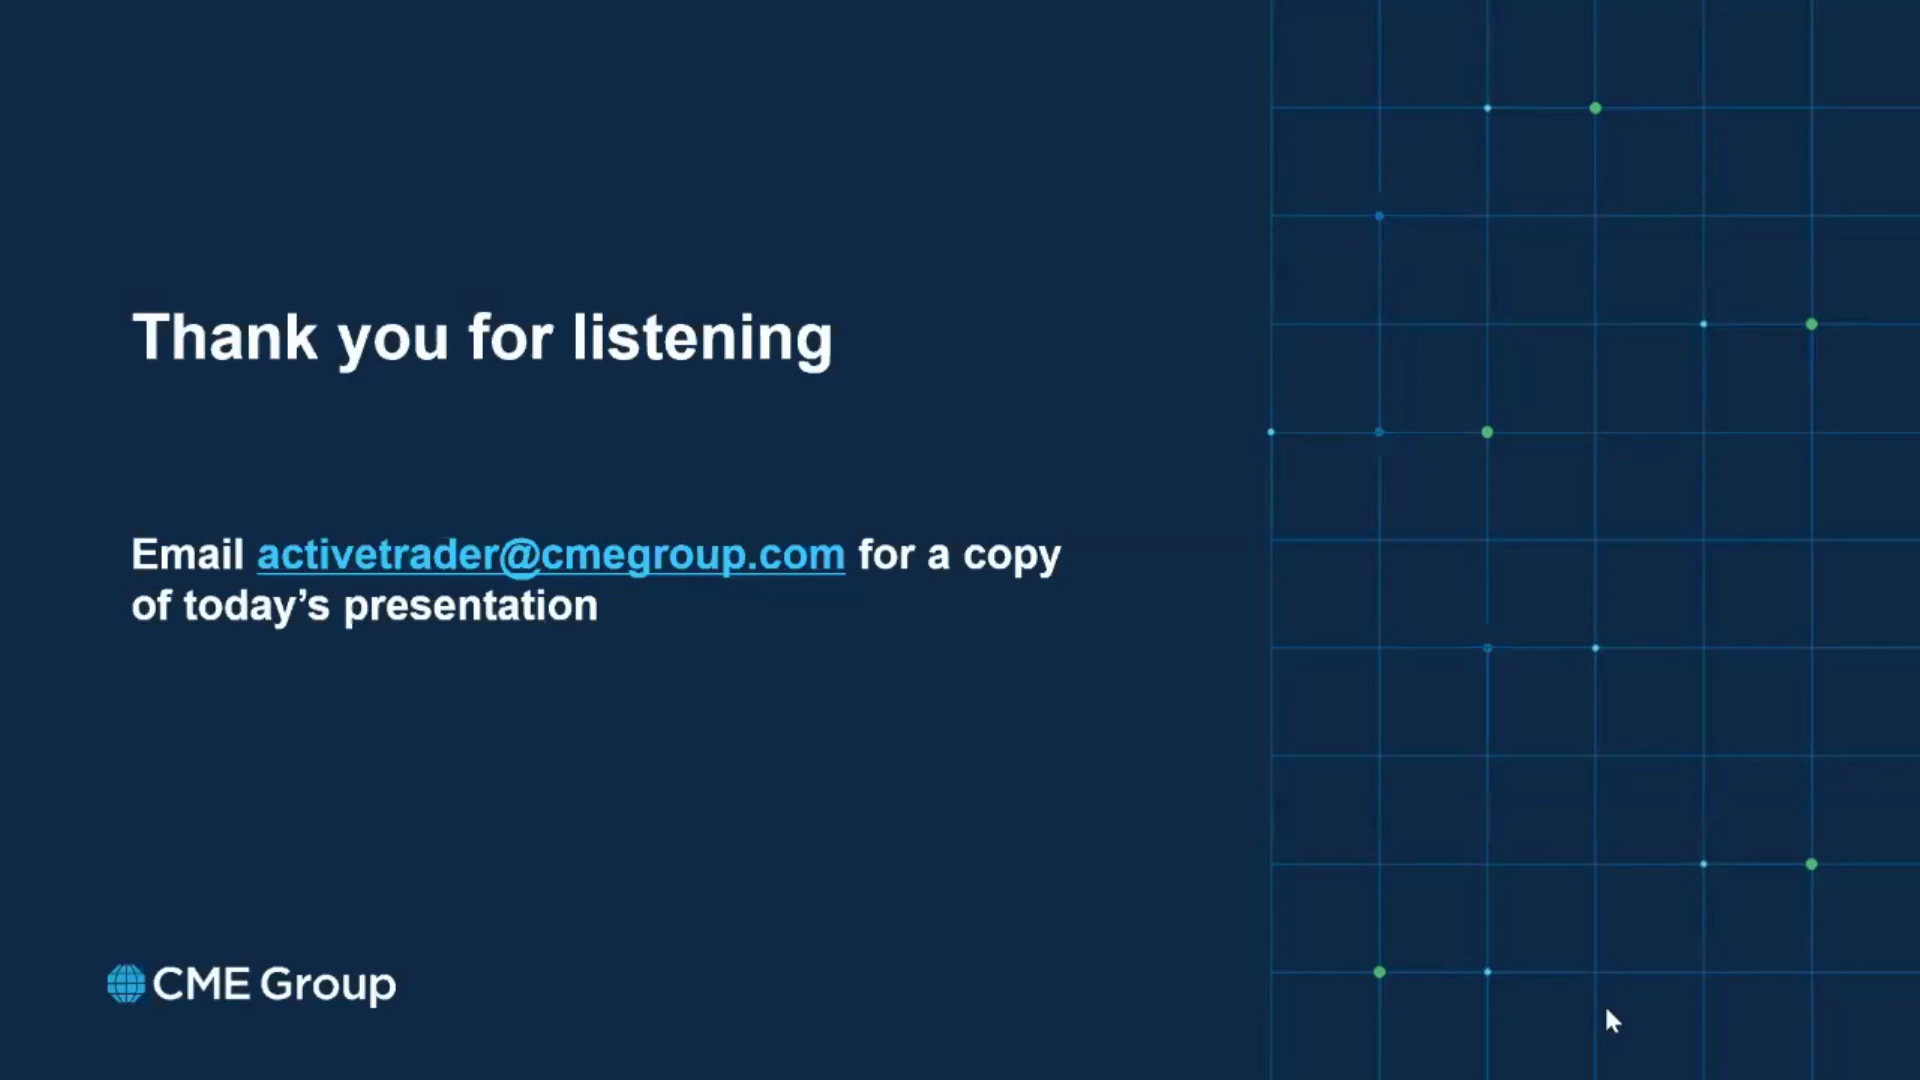 Thank you for listening
Email activetrader@cmegroup.com for a copy
of today’s presentation
CME Group